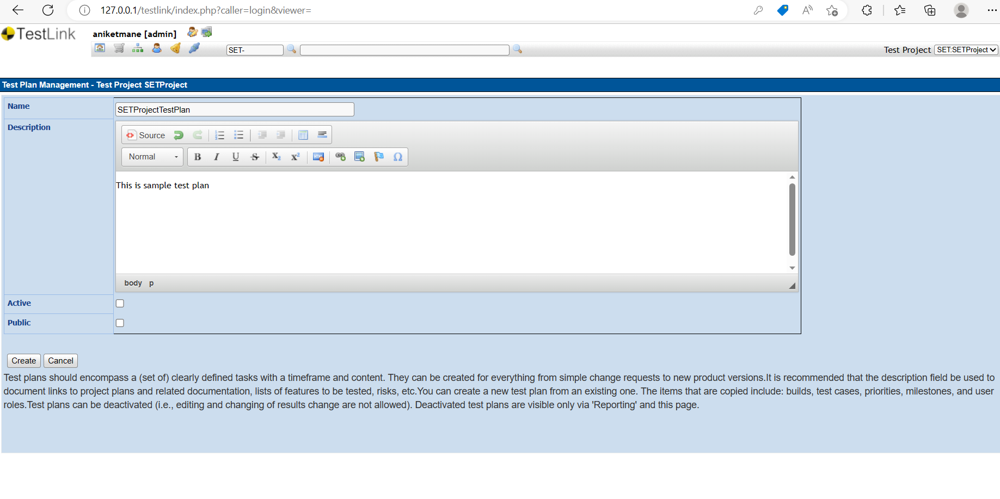 127.0.0.1/testlink/index.php?caller=login&viewer=
TestLink
aniketmane [admin]
SET-
Test Project SET:SETProject
Test Plan Management - Test Project SETProject
Name
SETProjectTestPlan
Description
Source
Normal
B I U S X2 X2 HTML Ω
This is sample test plan
body p
Active
Public
Create Cancel
Test plans should encompass a (set of) clearly defined tasks with a timeframe and content. They can be created for everything from simple change requests to new product versions.It is recommended that the description field be used to
document links to project plans and related documentation, lists of features to be tested, risks, etc.You can create a new test plan from an existing one. The items that are copied include: builds, test cases, priorities, milestones, and user
roles.Test plans can be deactivated (i.e., editing and changing of results change are not allowed). Deactivated test plans are visible only via 'Reporting' and this page.